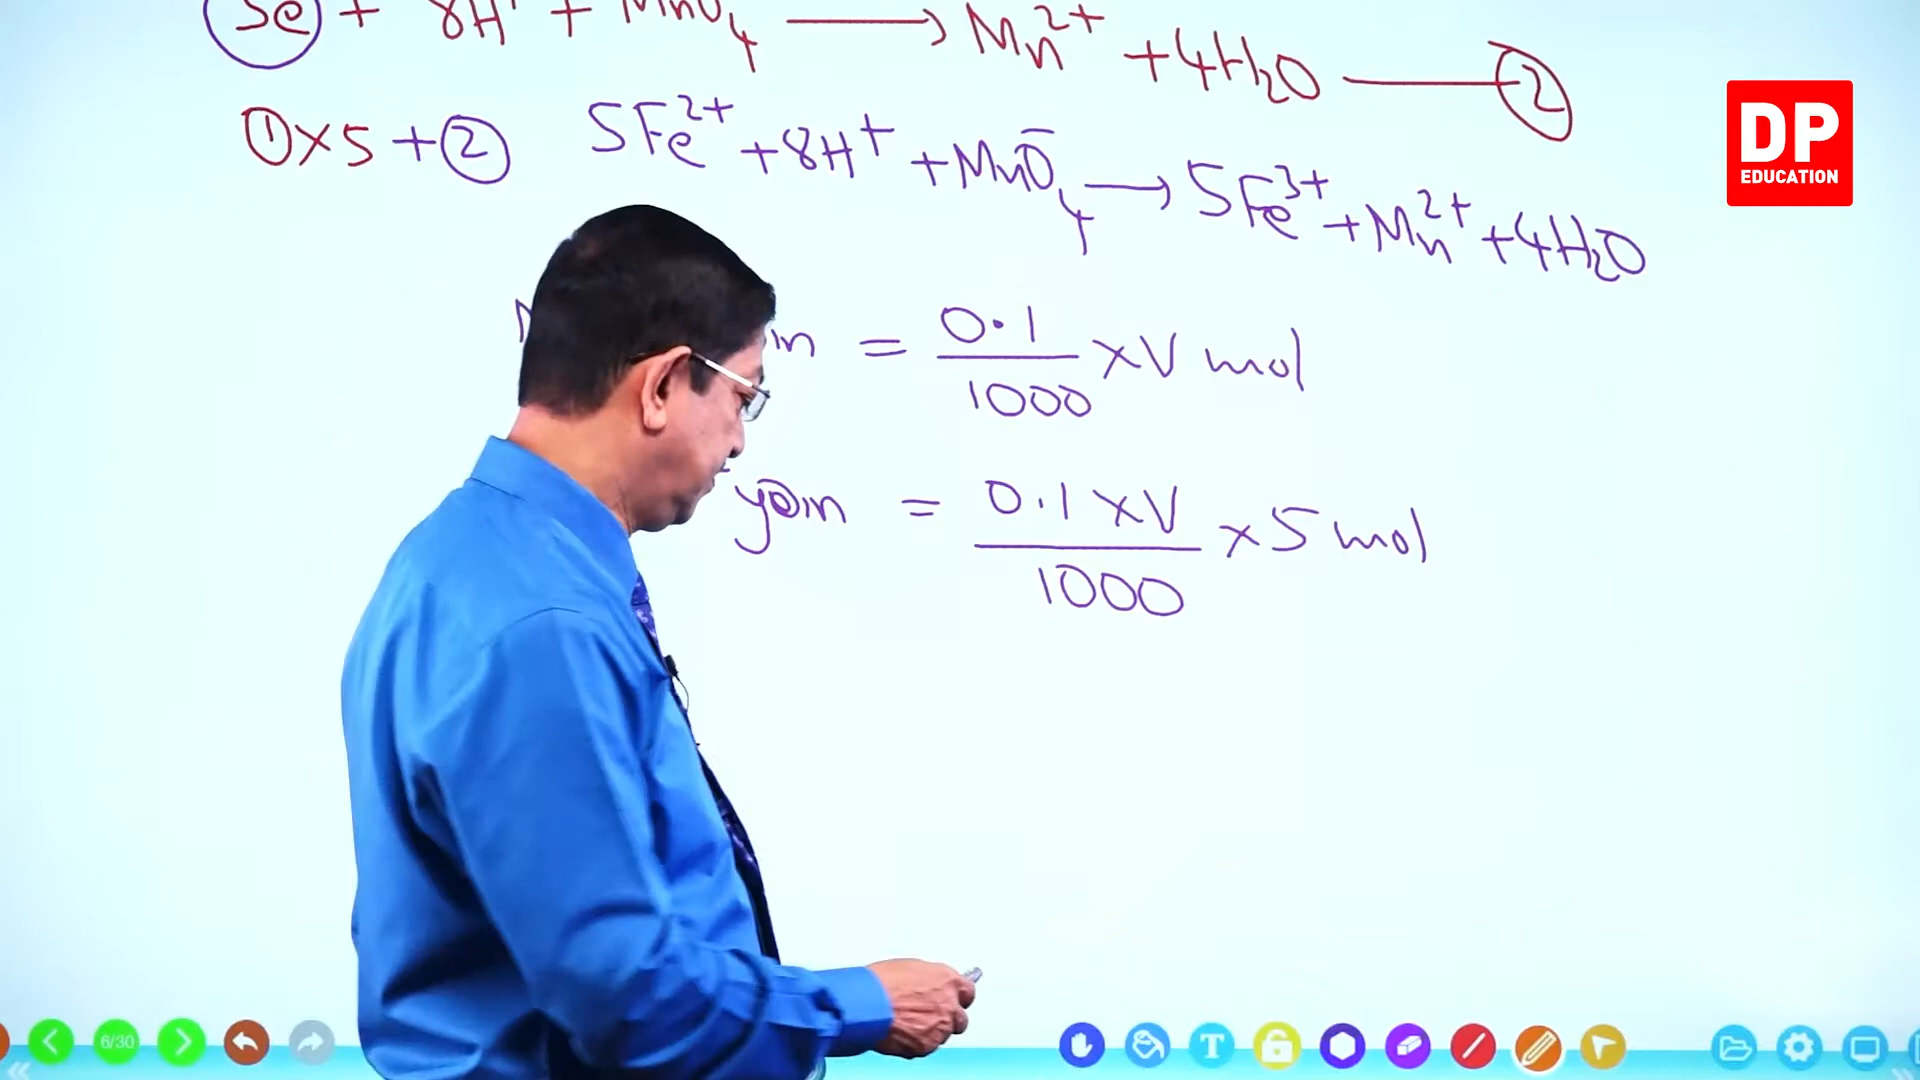 5e + 8H⁺ + MnO₄ ⟶ Mn²⁺ + 4H₂O —— ②
① × 5 + ② 5Fe²⁺ + 8H⁺ + MnO₄⁻ ⟶ 5Fe³⁺ + Mn²⁺ + 4H₂O
DP
EDUCATION
= 0.1/1000 × V mol
= 0.1 × V/1000 × 5 mol
6/30
T